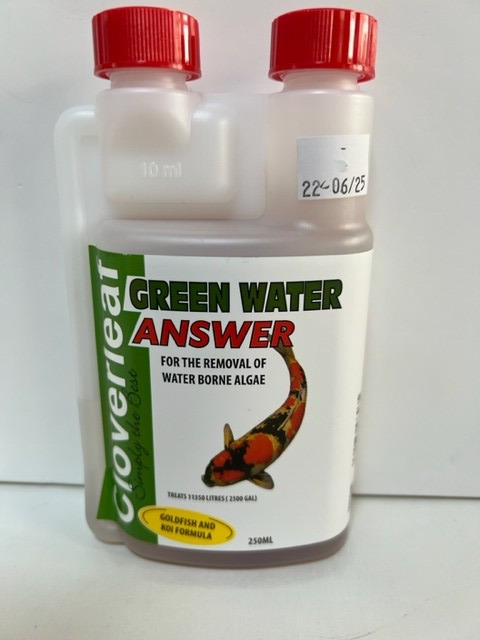 10 ml
22-06/25
GREEN WATER
ANSWER
FOR THE REMOVAL OF
WATER BORNE ALGAE
Cloverleaf
Simply the Best
TREATS 11350 LITRES ( 2500 GAL)
GOLDFISH AND
KOI FORMULA
250ML